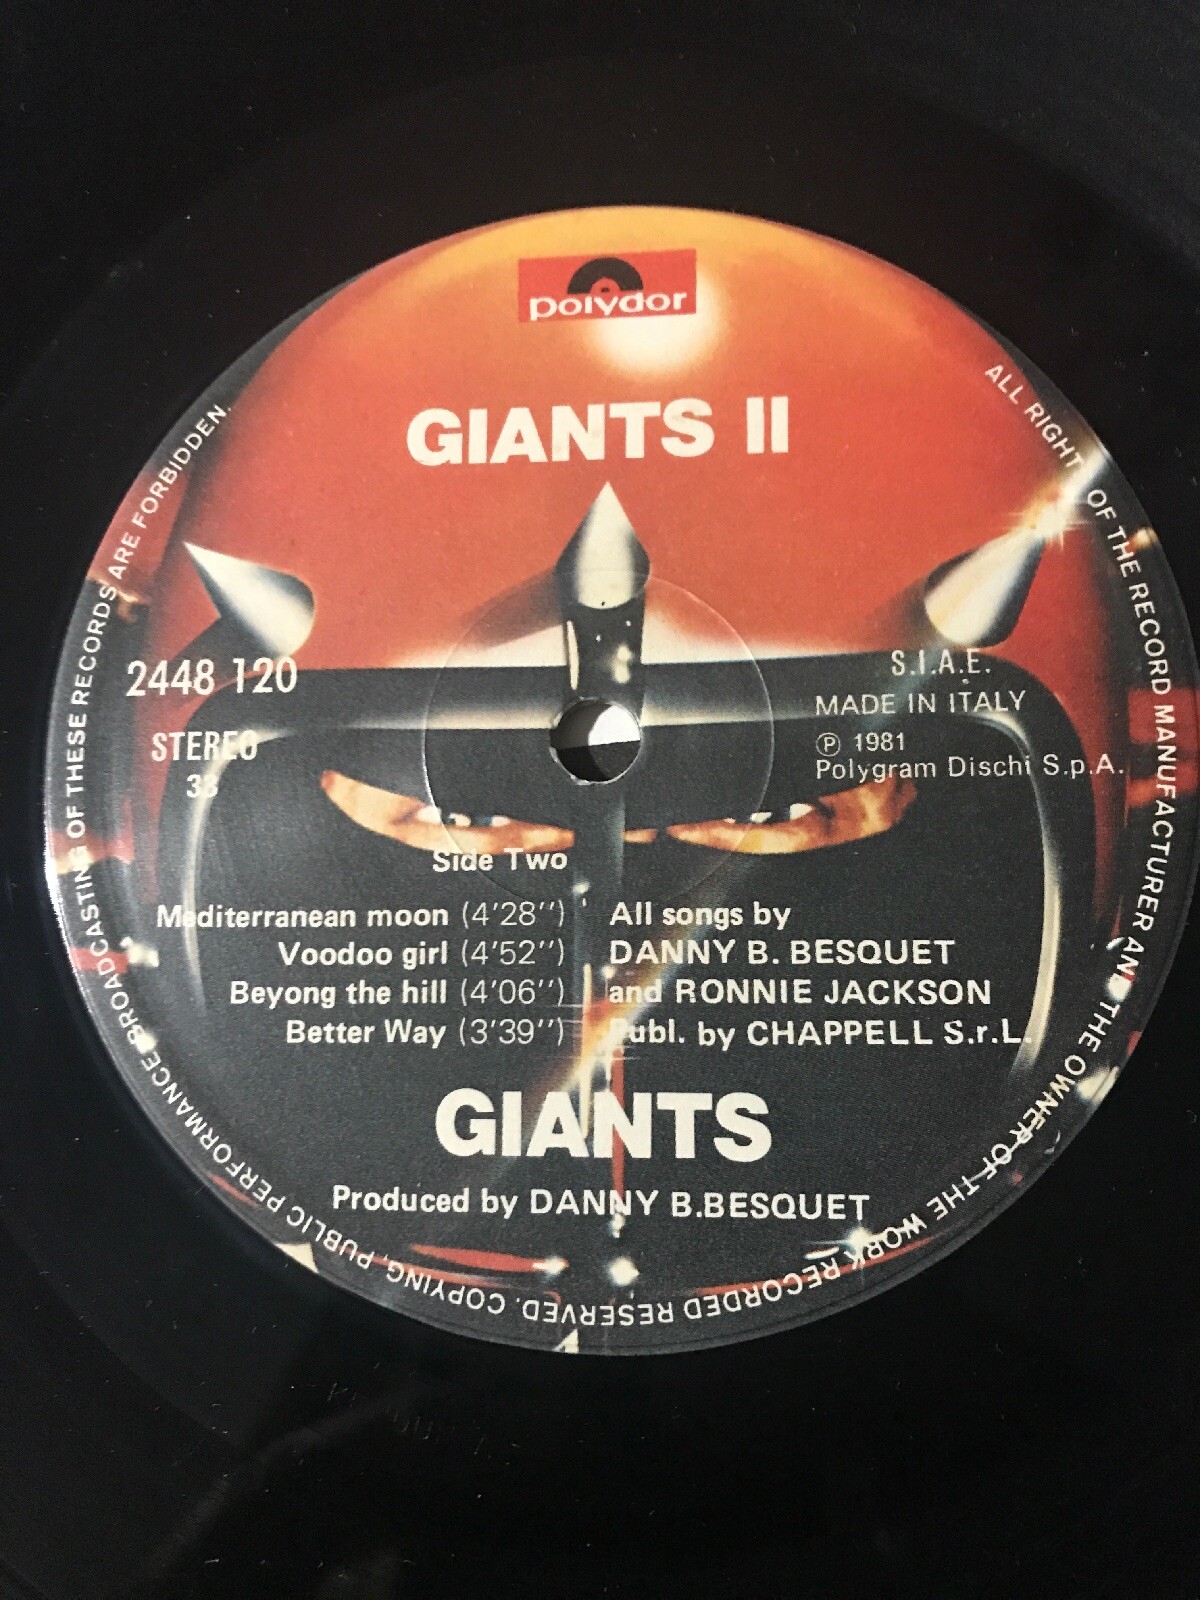 polydor
GIANTS II
2448 120
STEREO
33
S.I.A.E.
MADE IN ITALY
Ⓟ 1981
Polygram Dischi S.p.A.
Side Two
Mediterranean moon (4'28'')
Voodoo girl (4'52'')
Beyong the hill (4'06'')
Better Way (3'39'')
All songs by
DANNY B. BESQUET
and RONNIE JACKSON
Publ. by CHAPPELL S.r.L.
GIANTS
Produced by DANNY B.BESQUET
ALL RIGHT OF THE RECORD MANUFACTURER AND THE OWNER OF THE WORK RECORDED RESERVED. COPYING, PUBLIC PERFORMANCE BROADCASTING OF THESE RECORDS ARE FORBIDDEN.